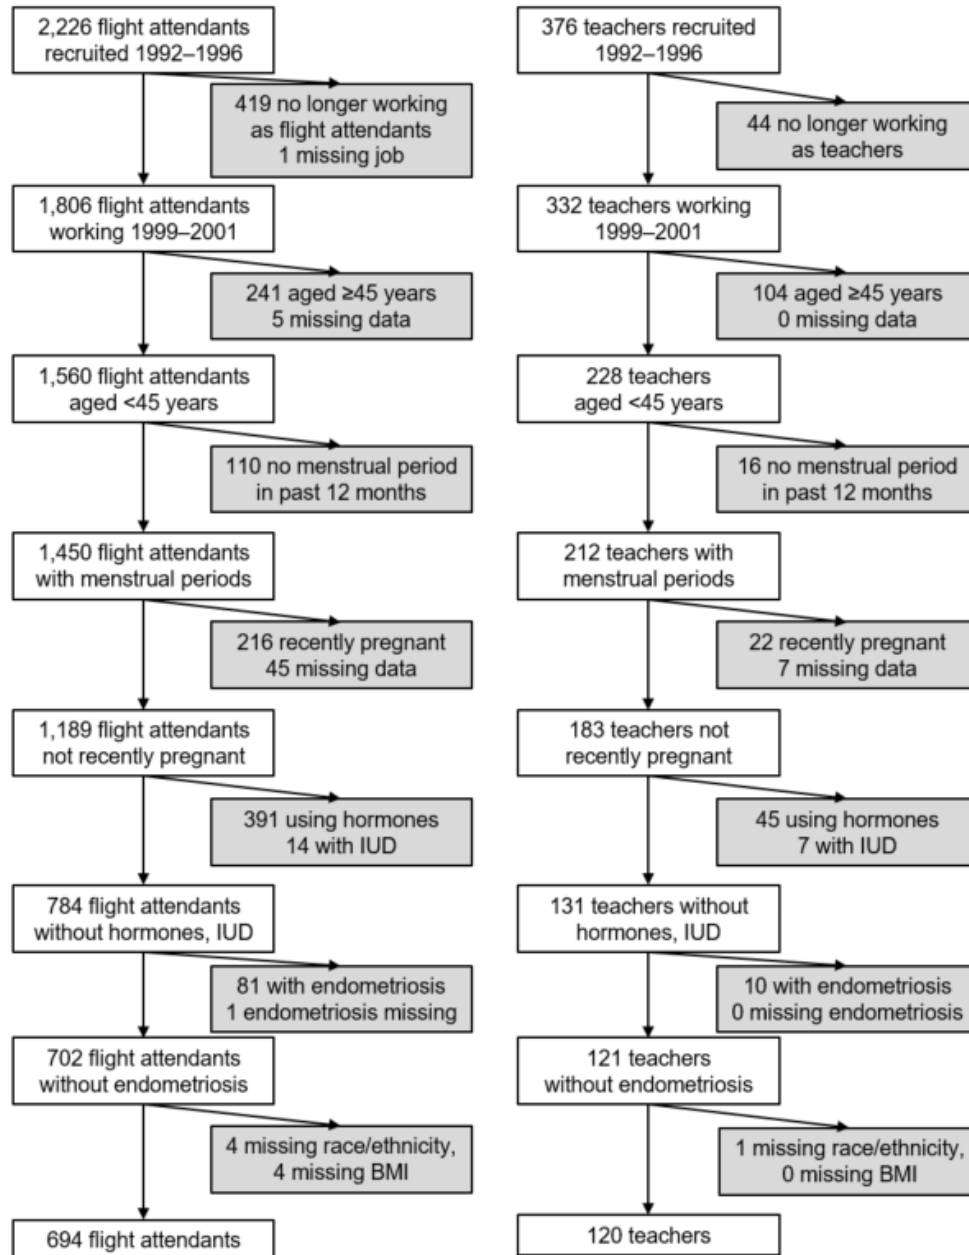 2,226 flight attendants
recruited 1992–1996
419 no longer working
as flight attendants
1 missing job
1,806 flight attendants
working 1999–2001
241 aged ≥45 years
5 missing data
1,560 flight attendants
aged <45 years
110 no menstrual period
in past 12 months
1,450 flight attendants
with menstrual periods
216 recently pregnant
45 missing data
1,189 flight attendants
not recently pregnant
391 using hormones
14 with IUD
784 flight attendants
without hormones, IUD
81 with endometriosis
1 endometriosis missing
702 flight attendants
without endometriosis
4 missing race/ethnicity,
4 missing BMI
694 flight attendants
376 teachers recruited
1992–1996
44 no longer working
as teachers
332 teachers working
1999–2001
104 aged ≥45 years
0 missing data
228 teachers
aged <45 years
16 no menstrual period
in past 12 months
212 teachers with
menstrual periods
22 recently pregnant
7 missing data
183 teachers not
recently pregnant
45 using hormones
7 with IUD
131 teachers without
hormones, IUD
10 with endometriosis
0 missing endometriosis
121 teachers
without endometriosis
1 missing race/ethnicity,
0 missing BMI
120 teachers